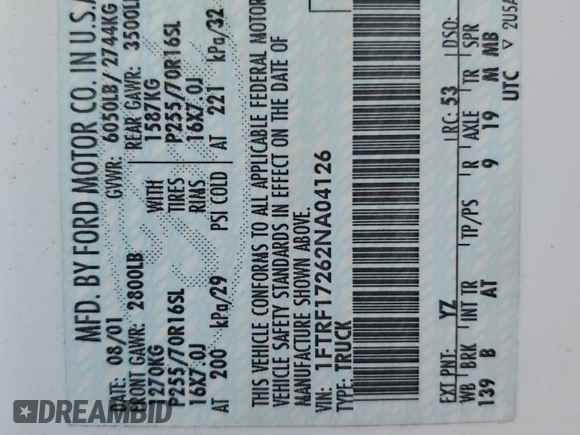 MFD. BY FORD MOTOR CO. IN U.S.A
DATE: 08/01 GVWR: 6050LB/ 2744KG
FRONT GAWR: 2800LB REAR GAWR: 3500L
1270KG WITH 1587KG
P255/70R16SL TIRES P255/70R16SL
16X7.0J RIMS 16X7.0J
AT 200 kPa/29 PSI COLD AT 221 kPa/32
THIS VEHICLE CONFORMS TO ALL APPLICABLE FEDERAL MOTOR
VEHICLE SAFETY STANDARDS IN EFFECT ON THE DATE OF
MANUFACTURE SHOWN ABOVE.
VIN: 1FTRF17262NA04126
TYPE: TRUCK
EXT PNT: YZ RC: 53 DSO:
WB BRK INT TR TP/PS R AXLE TR SPR
139 B AT 9 19 M MB
UTC ▽ 2U5A
DREAMBID